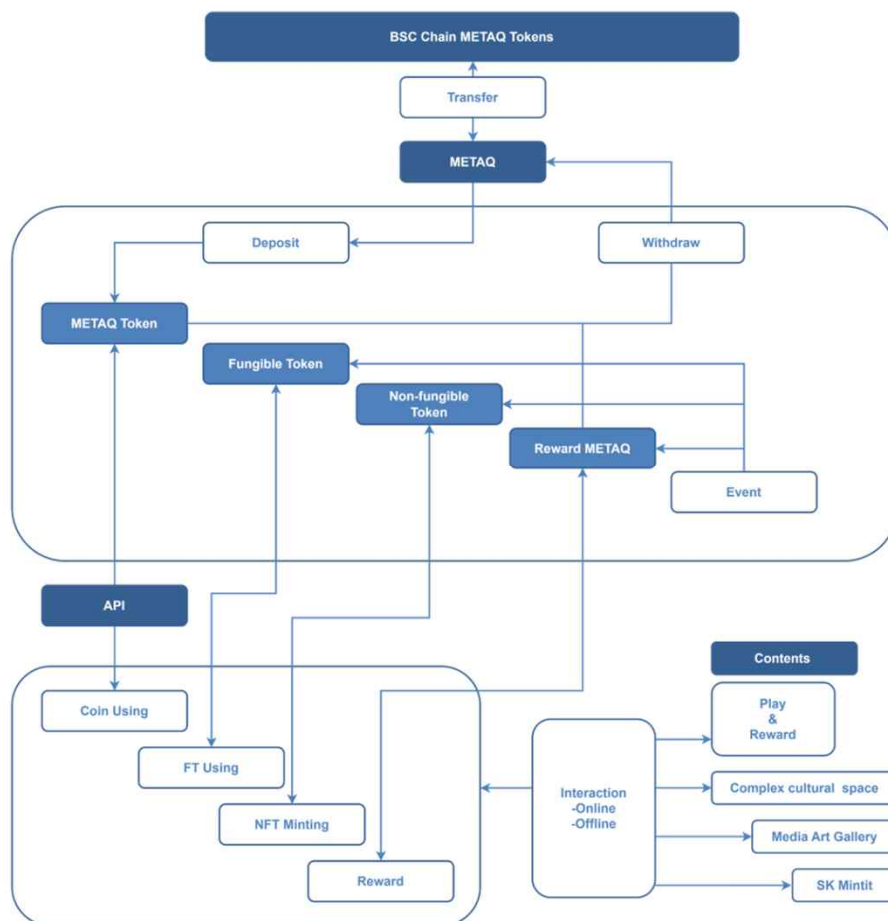 BSC Chain METAQ Tokens
Transfer
METAQ
Deposit
Withdraw
METAQ Token
Fungible Token
Non-fungible
Token
Reward METAQ
Event
API
Contents
Coin Using
Play
&
Reward
FT Using
Interaction
-Online
-Offline
Complex cultural space
NFT Minting
Media Art Gallery
Reward
SK Mintit